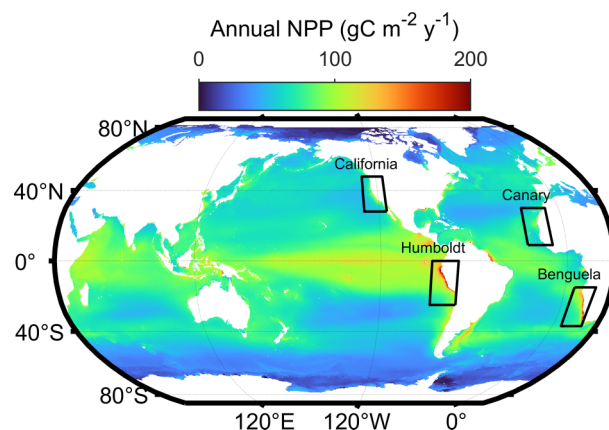 Annual NPP (gC m⁻² y⁻¹)
0 100 200
80°N
California
40°N
Canary
Humboldt
0°
Benguela
40°S
80°S
120°E 120°W 0°